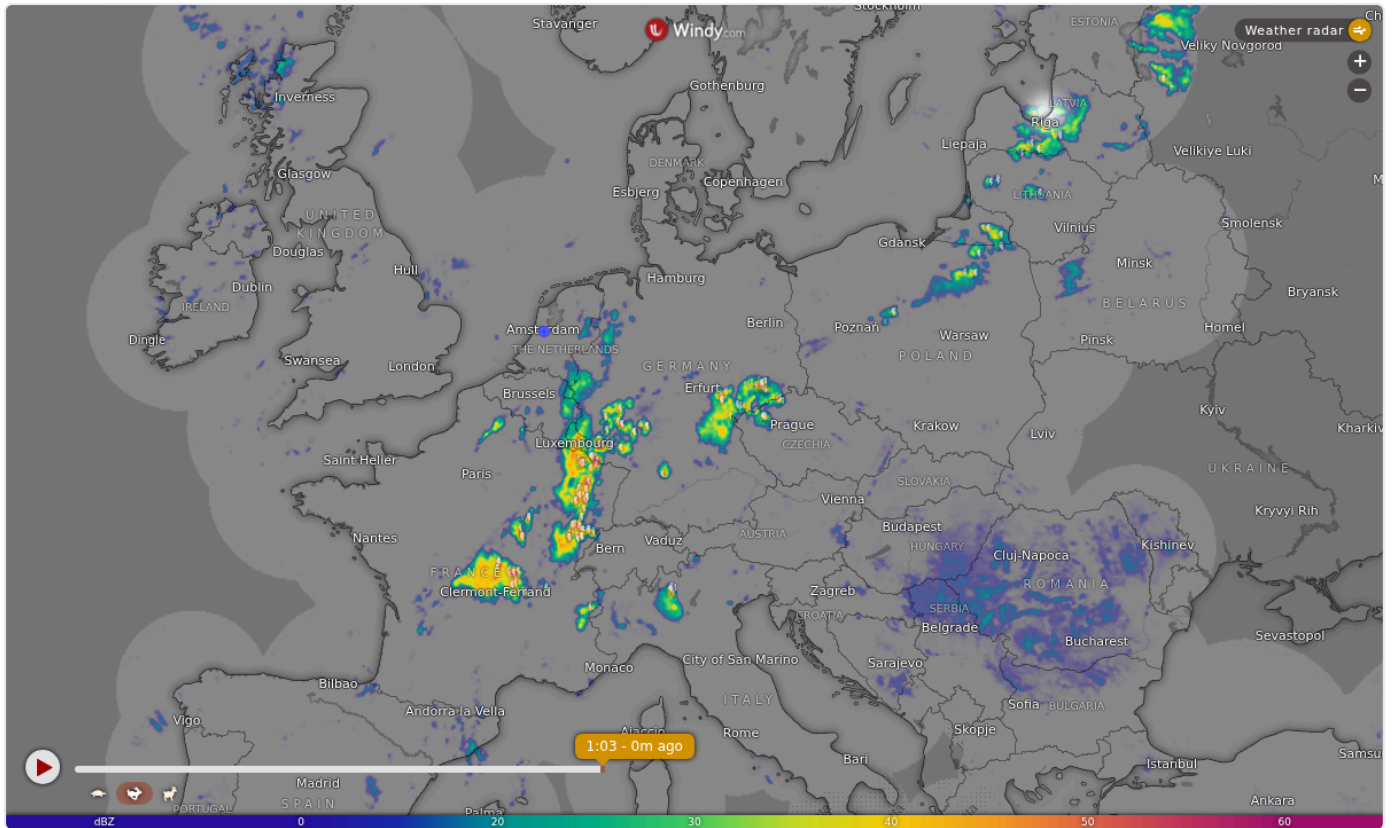 Stavanger
Stockholm
Windy.com
ESTONIA
Weather radar
Veliky Novgorod
+
−
Gothenburg
Inverness
LATVIA
Riga
Liepaja
Velikiye Luki
DENMARK
Glasgow
Esbjerg
Copenhagen
LITHUANIA
UNITED
KINGDOM
Vilnius
Smolensk
Douglas
Gdansk
Hull
Minsk
Hamburg
Dublin
Bryansk
IRELAND
BELARUS
Dingle
Amsterdam
Berlin
Poznań
Warsaw
Homel
Pinsk
THE NETHERLANDS
POLAND
Swansea
London
GERMANY
Brussels
Erfurt
Kyiv
Prague
Krakow
Lviv
Kharkiv
Luxembourg
CZECHIA
Saint Helier
Paris
UKRAINE
SLOVAKIA
Vienna
Kryvyi Rih
Budapest
Nantes
Bern
Vaduz
AUSTRIA
HUNGARY
Cluj-Napoca
Kishinev
FRANCE
ROMANIA
Clermont-Ferrand
Zagreb
SERBIA
CROATIA
Belgrade
Sevastopol
Bucharest
Monaco
City of San Marino
Sarajevo
Bilbao
ITALY
Andorra la Vella
Sofia
BULGARIA
Vigo
Ajaccio
Rome
Skopje
1:03 - 0m ago
Bari
Istanbul
Samsu
Madrid
SPAIN
PORTUGAL
Palma
Ankara
dBZ 0 20 30 40 50 60